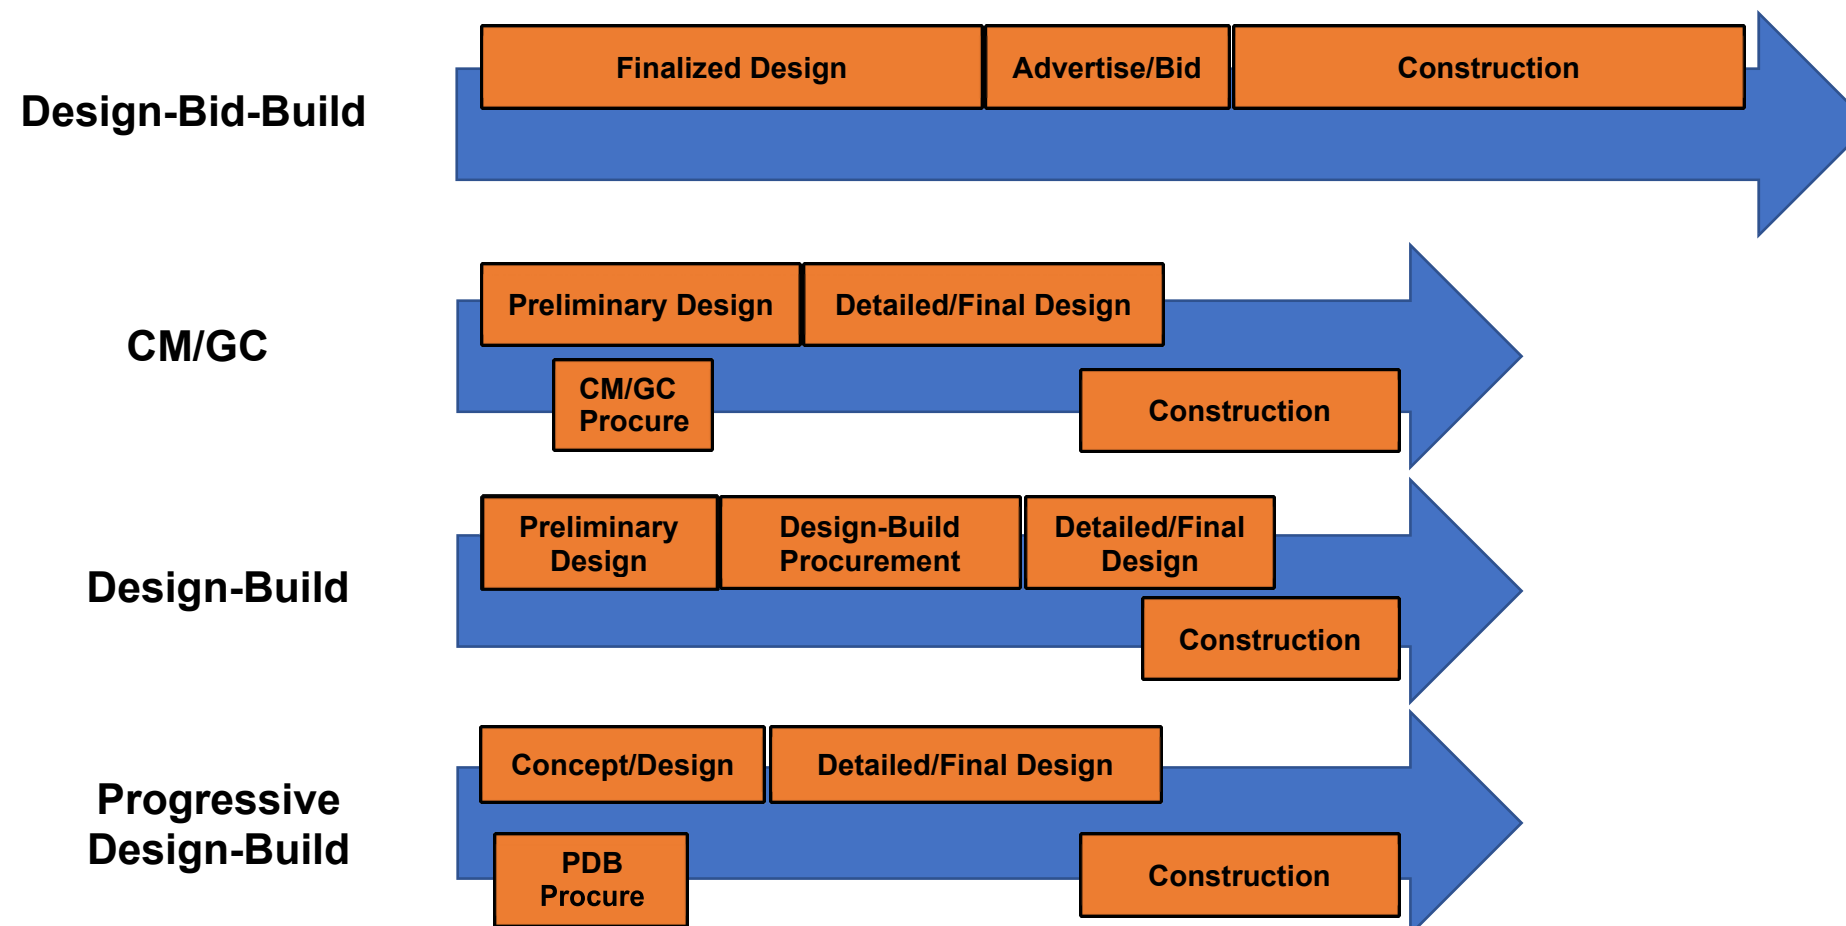 Design-Bid-Build
Finalized Design
Advertise/Bid
Construction
CM/GC
Preliminary Design
Detailed/Final Design
CM/GC
Procure
Construction
Design-Build
Preliminary
Design
Design-Build
Procurement
Detailed/Final
Design
Construction
Progressive
Design-Build
Concept/Design
Detailed/Final Design
PDB
Procure
Construction